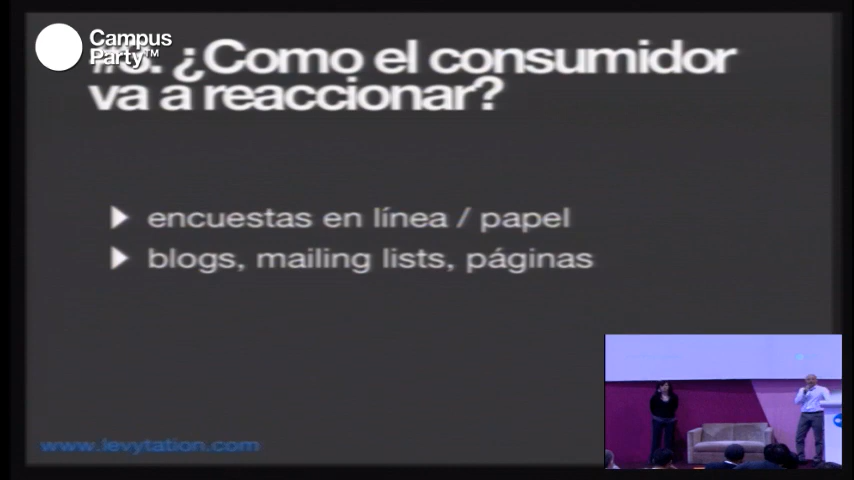 Campus
Party™
¿Como el consumidor
va a reaccionar?
encuestas en línea / papel
blogs, mailing lists, páginas
www.levytation.com